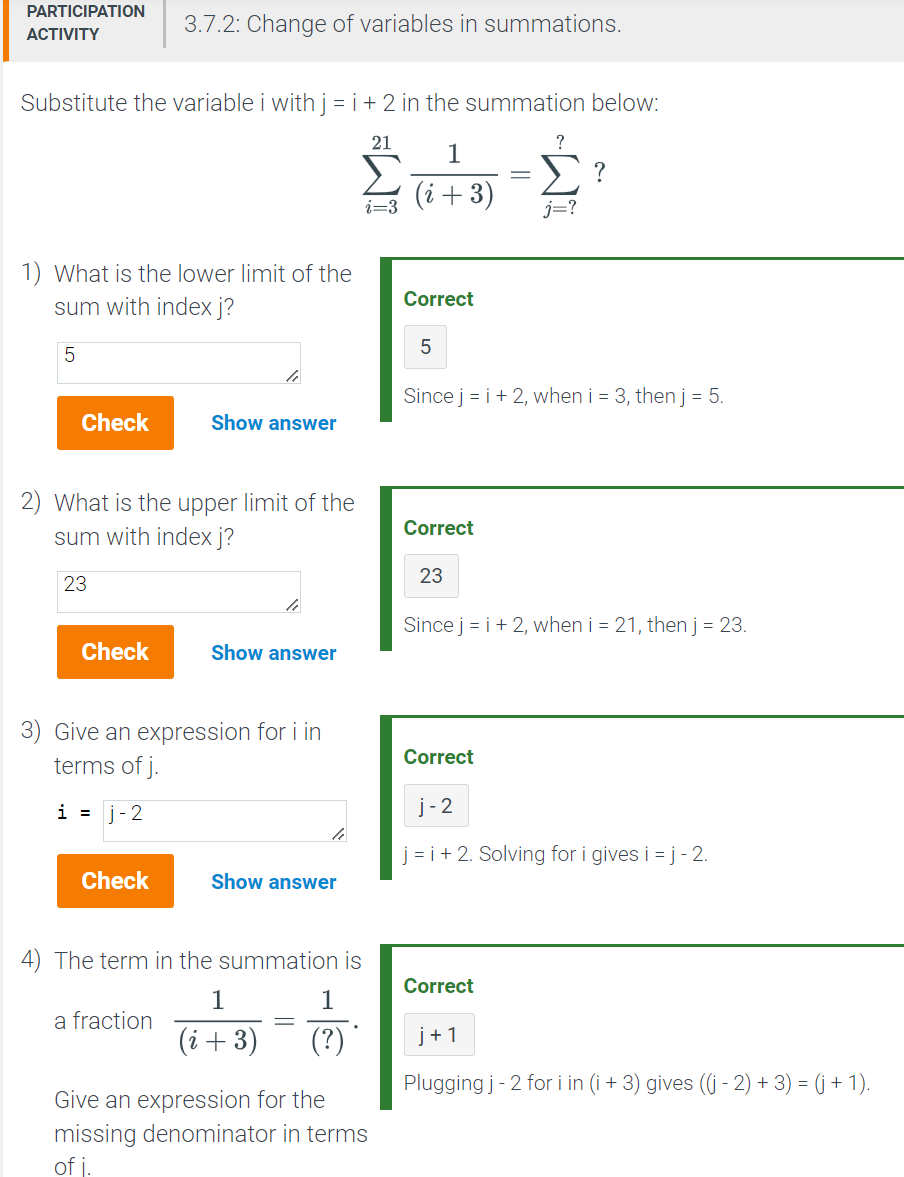 PARTICIPATION
ACTIVITY
3.7.2: Change of variables in summations.
Substitute the variable i with j = i + 2 in the summation below:
\sum_{i=3}^{21} \frac{1}{(i + 3)} = \sum_{j=?}^{?} ?
1) What is the lower limit of the
sum with index j?
5
Check Show answer
Correct
5
Since j = i + 2, when i = 3, then j = 5.
2) What is the upper limit of the
sum with index j?
23
Check Show answer
Correct
23
Since j = i + 2, when i = 21, then j = 23.
3) Give an expression for i in
terms of j.
i = j - 2
Check Show answer
Correct
j - 2
j = i + 2. Solving for i gives i = j - 2.
4) The term in the summation is
a fraction \frac{1}{(i + 3)} = \frac{1}{(?)}.
Give an expression for the
missing denominator in terms
of j.
Correct
j + 1
Plugging j - 2 for i in (i + 3) gives ((j - 2) + 3) = (j + 1).